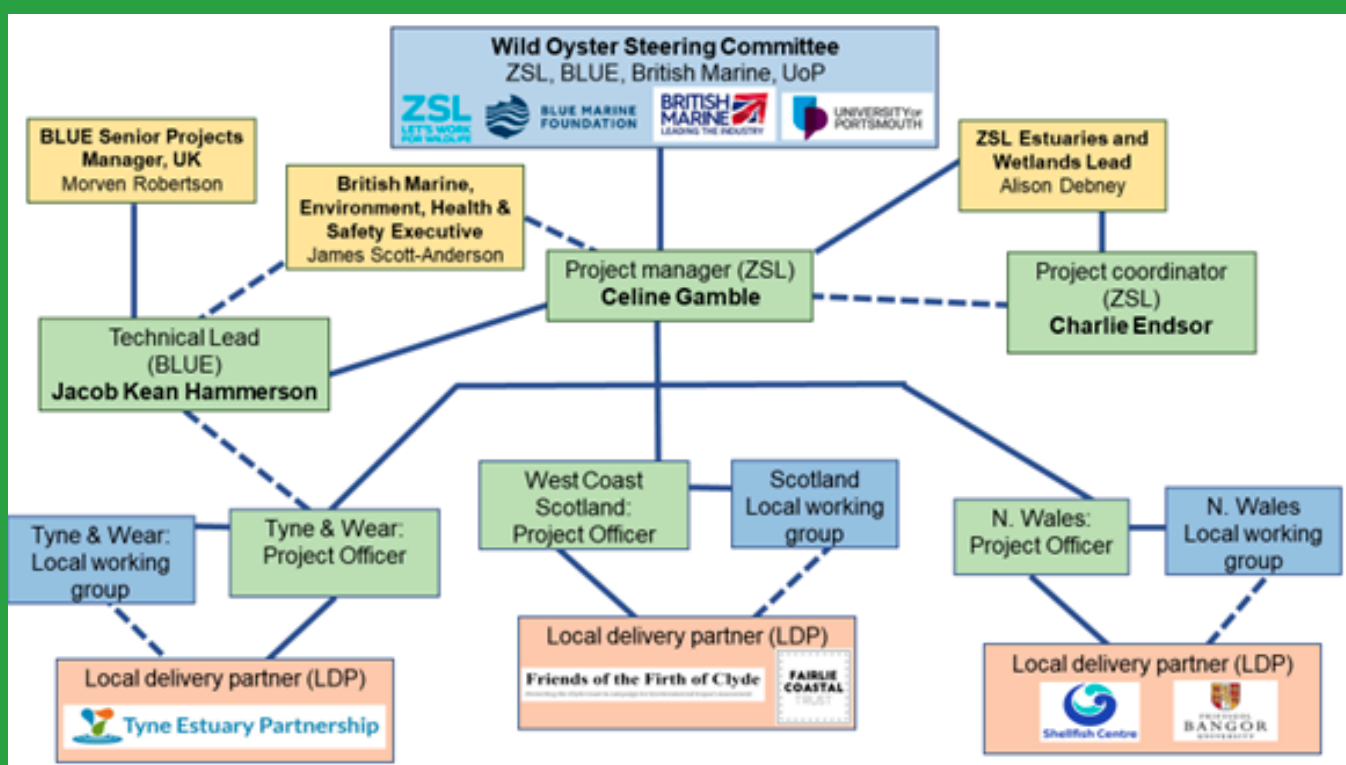 Wild Oyster Steering Committee
ZSL, BLUE, British Marine, UoP
ZSL
LET'S WORK
FOR WILDLIFE
BLUE MARINE
FOUNDATION
BRITISH
MARINE
LEADING THE INDUSTRY
UNIVERSITY OF
PORTSMOUTH
BLUE Senior Projects
Manager, UK
Morven Robertson
British Marine,
Environment, Health &
Safety Executive
James Scott-Anderson
ZSL Estuaries and
Wetlands Lead
Alison Debney
Project manager (ZSL)
Celine Gamble
Project coordinator
(ZSL)
Charlie Endsor
Technical Lead
(BLUE)
Jacob Kean Hammerson
Tyne & Wear:
Local working
group
Tyne & Wear:
Project Officer
West Coast
Scotland:
Project Officer
Scotland
Local working
group
N. Wales:
Project Officer
N. Wales
Local working
group
Local delivery partner (LDP)
Tyne Estuary Partnership
Local delivery partner (LDP)
Friends of the Firth of Clyde
FAIRLIE
COASTAL
TRUST
Local delivery partner (LDP)
Shellfish Centre
BANGOR
UNIVERSITY